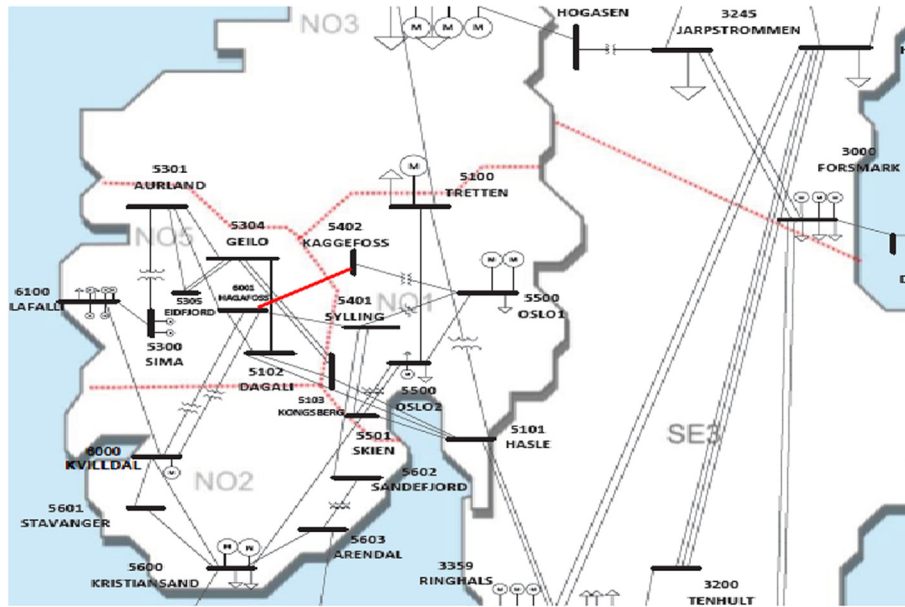 NO3
M M M
HOGASEN
3245
JARPSTROMMEN
3000
FORSMARK
5301
AURLAND
M
5100
TRETTEN
5304
GEILO
5402
KAGGEFOSS
NO5
6001
HAGAFOSS
6100
LAFALLI
5305
EIDFJORD
5401
SYLLING
NO1
M M
5500
OSLO1
5300
SIMA
5102
DAGALI
5103
KONGSBERG
5500
OSLO2
5501
SKIEN
5101
HASLE
SE3
6000
KVILLDAL
M
NO2
5602
SANDEFJORD
5601
STAVANGER
5603
ARENDAL
M M
5600
KRISTIANSAND
3359
RINGHALS
3200
TENHULT